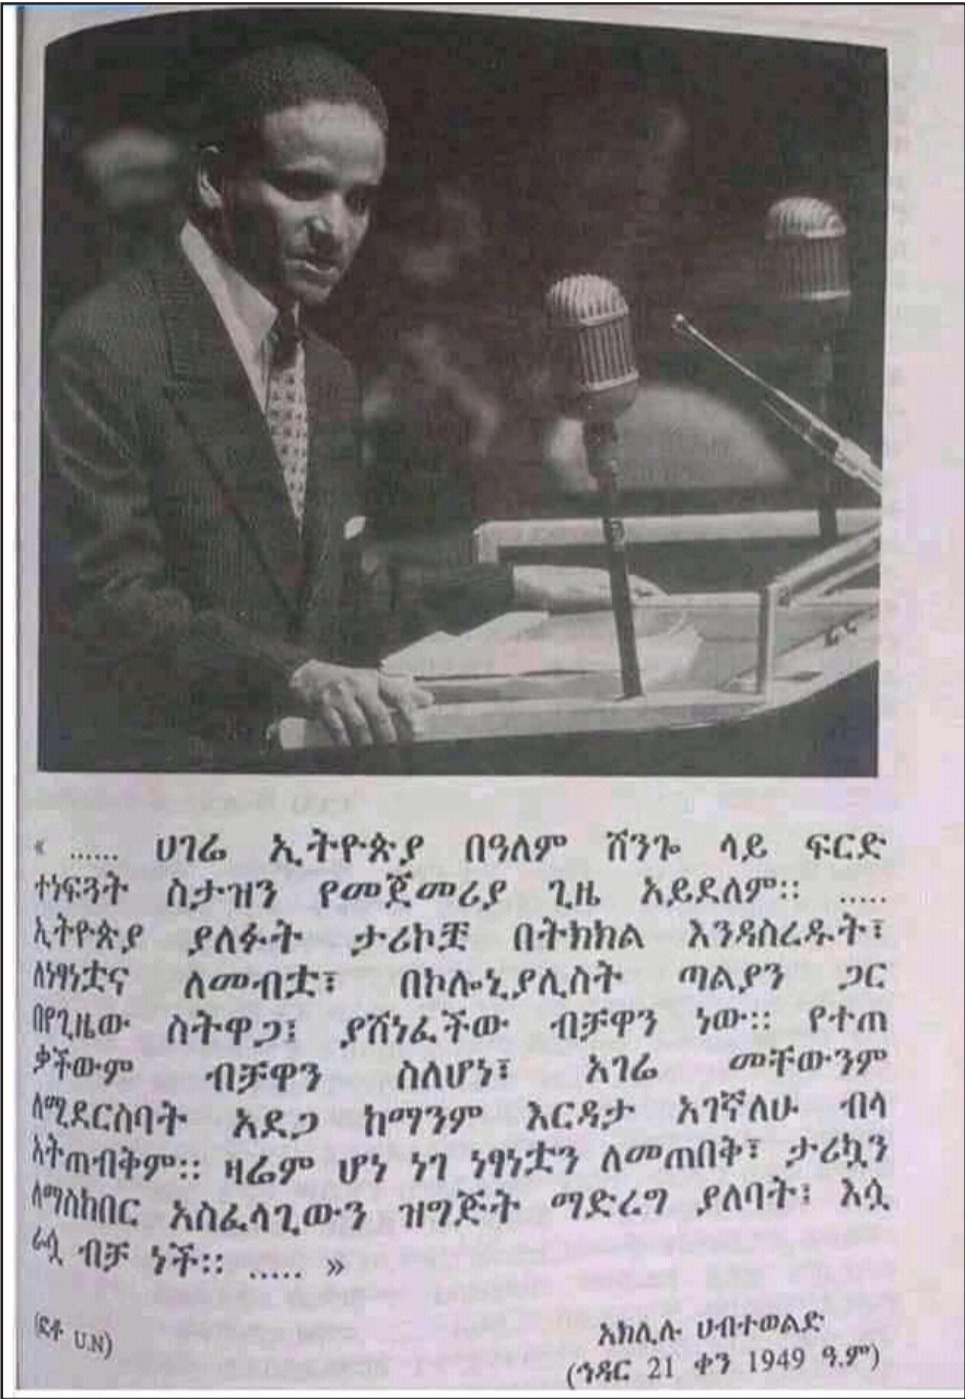 « ...... ሀገሬ ኢትዮጵያ በዓለም ሸንጎ ላይ ፍርድ
ተነፍጓት ስታዝን የመጀመሪያ ጊዜ አይደለም፡፡ .....
ኢትዮጵያ ያለፉት ታሪኮቿ በትክክል እንዳስረዱት፣
ለነፃነቷና ለመብቷ፣ በኮሎኒያሊስት ጣልያን ጋር
በየጊዜው ስትዋጋ፤ ያሸነፈችው ብቻዋን ነው፡፡ የተጠ
ቃችውም ብቻዋን ስለሆነ፣ አገሬ መቸውንም
ለሚደርስባት አደጋ ከማንም እርዳታ አገኛለሁ ብላ
አትጠብቅም፡፡ ዛሬም ሆነ ነገ ነፃነቷን ለመጠበቅ፣ ታሪኳን
ለማስከበር አስፈላጊውን ዝግጅት ማድረግ ያለባት፤ እሷ
ራሷ ብቻ ነች፡፡ ..... »
(ፎቶ U.N)
አክሊሉ ሀብተወልድ
(ኅዳር 21 ቀን 1949 ዓ.ም)